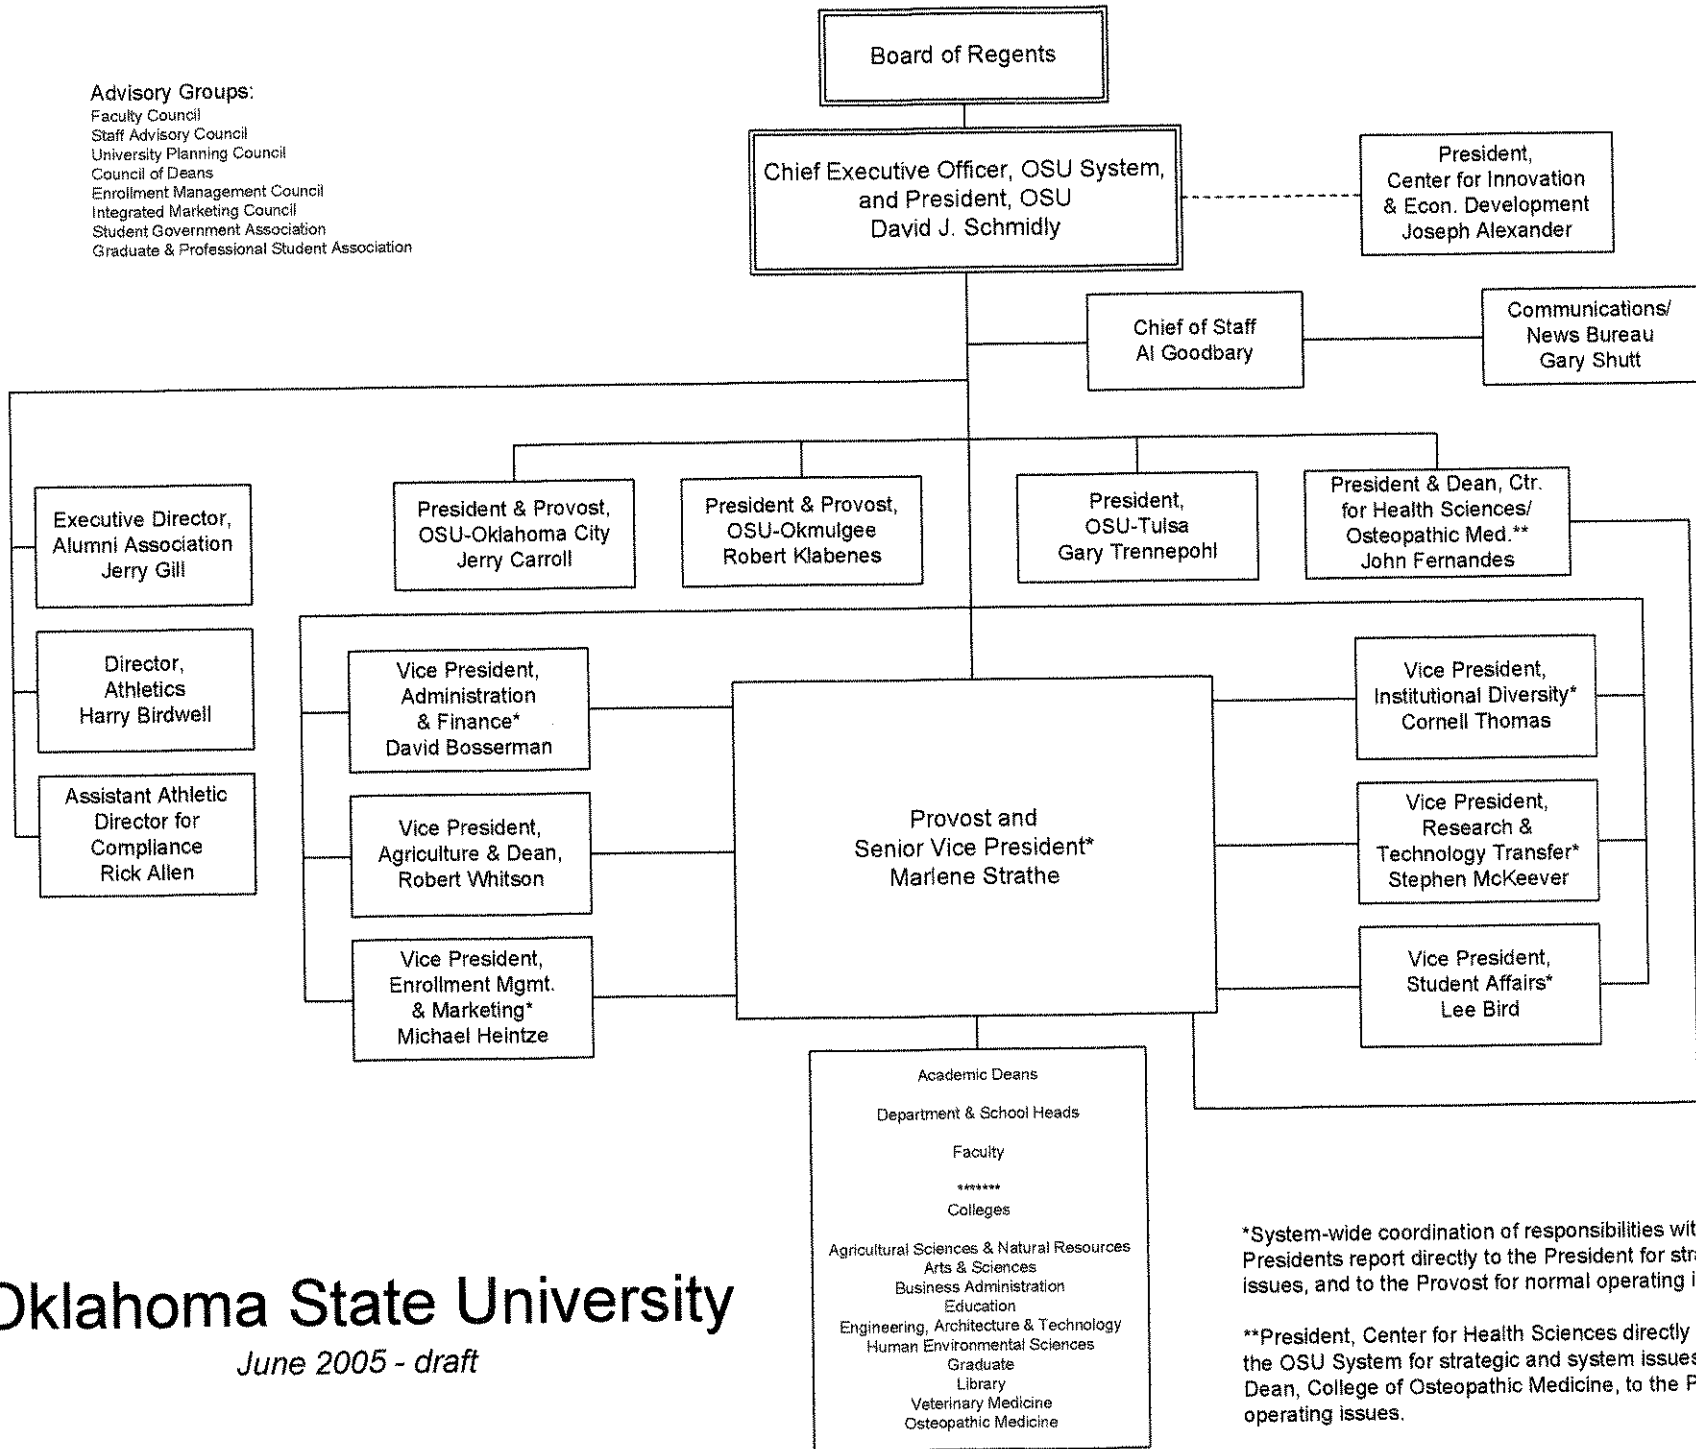 Board of Regents
Advisory Groups:
Faculty Council
Staff Advisory Council
University Planning Council
Council of Deans
Enrollment Management Council
Integrated Marketing Council
Student Government Association
Graduate & Professional Student Association
Chief Executive Officer, OSU System,
and President, OSU
David J. Schmidly
President,
Center for Innovation
& Econ. Development
Joseph Alexander
Chief of Staff
Al Goodbary
Communications/
News Bureau
Gary Shutt
Executive Director,
Alumni Association
Jerry Gill
President & Provost,
OSU-Oklahoma City
Jerry Carroll
President & Provost,
OSU-Okmulgee
Robert Klabenes
President,
OSU-Tulsa
Gary Trennepohl
President & Dean, Ctr.
for Health Sciences/
Osteopathic Med.**
John Fernandes
Director,
Athletics
Harry Birdwell
Assistant Athletic
Director for
Compliance
Rick Allen
Vice President,
Administration
& Finance*
David Bosserman
Vice President,
Agriculture & Dean,
Robert Whitson
Vice President,
Enrollment Mgmt.
& Marketing*
Michael Heintze
Provost and
Senior Vice President*
Marlene Strathe
Vice President,
Institutional Diversity*
Cornell Thomas
Vice President,
Research &
Technology Transfer*
Stephen McKeever
Vice President,
Student Affairs*
Lee Bird
Academic Deans
Department & School Heads
Faculty
*******
Colleges
Agricultural Sciences & Natural Resources
Arts & Sciences
Business Administration
Education
Engineering, Architecture & Technology
Human Environmental Sciences
Graduate
Library
Veterinary Medicine
Osteopathic Medicine
Oklahoma State University
June 2005 - draft
*System-wide coordination of responsibilities
Presidents report directly to the President for
issues, and to the Provost for normal operating
**President, Center for Health Sciences directly
the OSU System for strategic and system issues
Dean, College of Osteopathic Medicine, to the
operating issues.